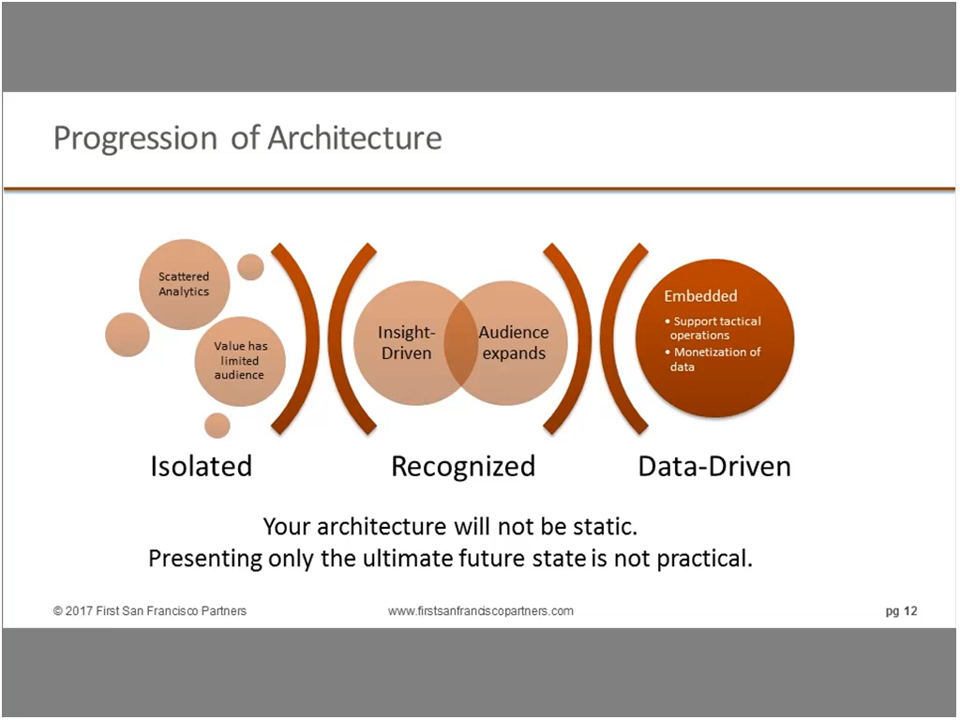 Progression of Architecture
Scattered
Analytics
Value has
limited
audience
Insight-
Driven
Audience
expands
Embedded
• Support tactical
operations
• Monetization of
data
Isolated
Recognized
Data-Driven
Your architecture will not be static.
Presenting only the ultimate future state is not practical.
© 2017 First San Francisco Partners
www.firstsanfranciscopartners.com
pg 12